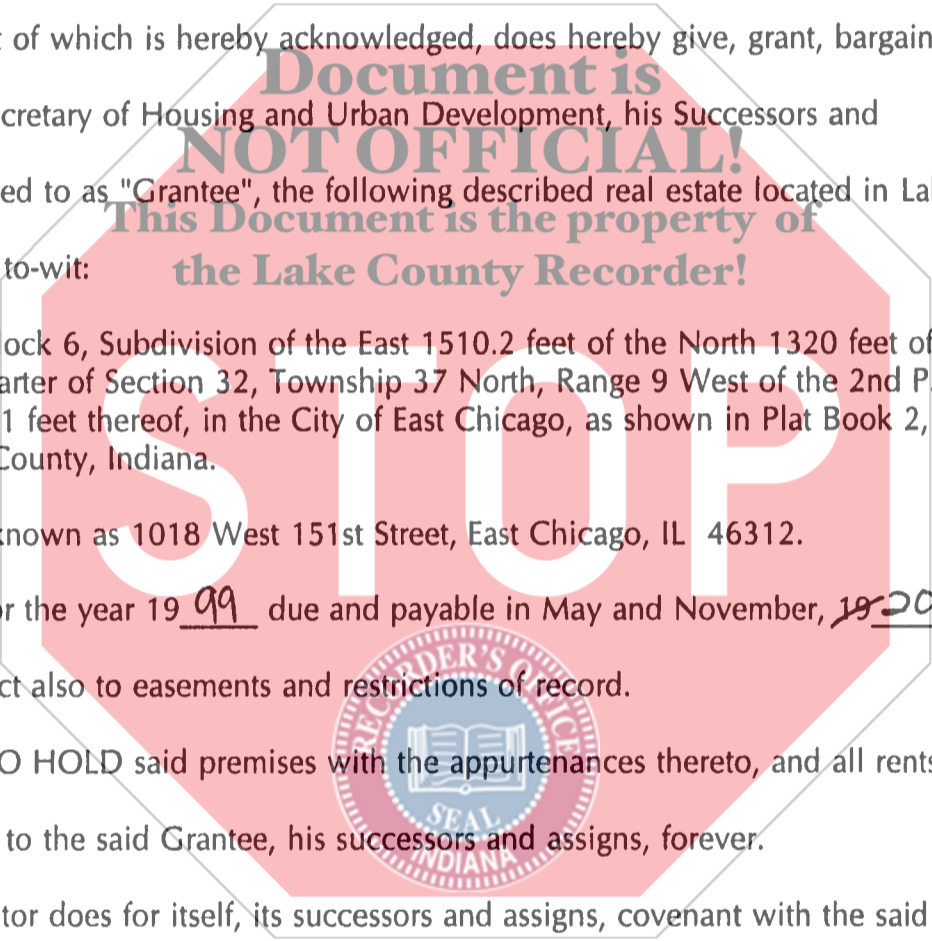 of which is hereby acknowledged, does hereby give, grant, bargain
Document is
cretary of Housing and Urban Development, his Successors and
NOT OFFICIAL!
ed to as "Grantee", the following described real estate located in La
This Document is the property of
to-wit:
the Lake County Recorder!
ock 6, Subdivision of the East 1510.2 feet of the North 1320 feet of
arter of Section 32, Township 37 North, Range 9 West of the 2nd P.
1 feet thereof, in the City of East Chicago, as shown in Plat Book 2,
County, Indiana.
STOP
known as 1018 West 151st Street, East Chicago, IL 46312.
r the year 19 99 due and payable in May and November, 19 20
ct also to easements and restrictions of record.
RECORDER'S OFFICE
O HOLD said premises with the appurtenances thereto, and all rents
SEAL
to the said Grantee, his successors and assigns, forever.
INDIANA
tor does for itself, its successors and assigns, covenant with the said